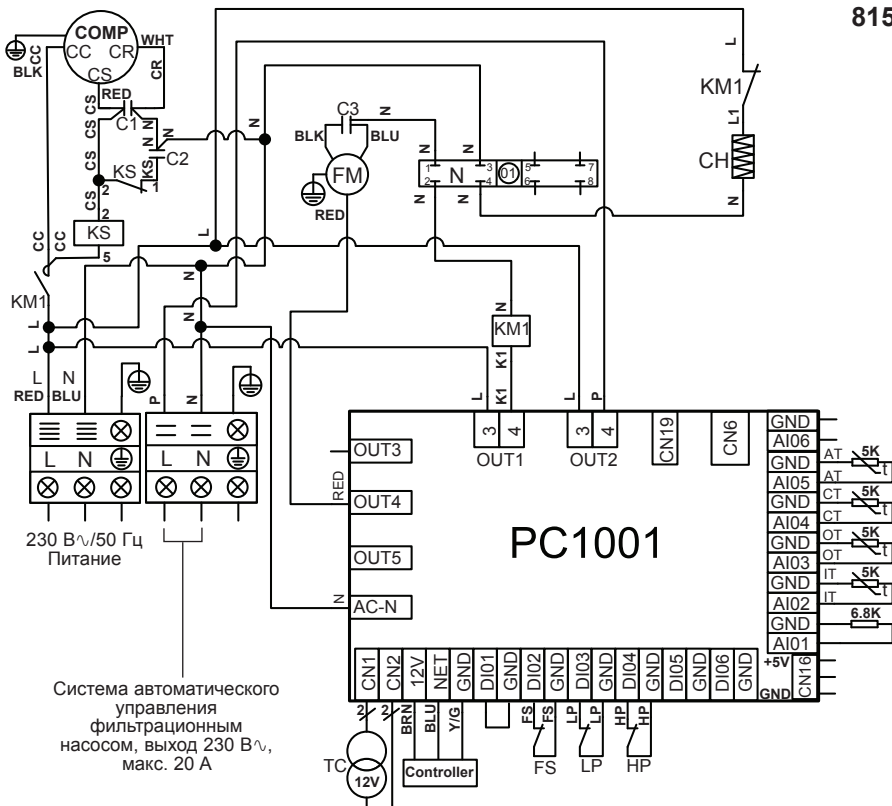 815
COMP
CC
CR
CS
WHT
BLK
CC
RED
CR
CS
CS
C1
N
N
N
C2
KS
KS
1
CS
CS
2
2
KS
5
CC
CC
KM1
L
L
L
N
RED
BLU
P
N
N
N
N
L
C3
N
BLK
BLU
FM
RED
N
N
1
2
N
3
4
01
5
6
7
8
N
N
L
KM1
L1
CH
N
N
KM1
K1
K1
L
L
P
L
N
L
N
230 В∿/50 Гц
Питание
Система автоматического
управления
фильтрационным
насосом, выход 230 В∿,
макс. 20 А
3
4
OUT1
3
4
OUT2
CN19
CN6
OUT3
RED
OUT4
OUT5
N
AC-N
PC1001
GND
AI06
GND
AT
5K
t
AI05
AT
GND
CT
5K
t
AI04
CT
GND
OT
5K
t
AI03
OT
GND
IT
5K
t
AI02
IT
GND
6.8K
AI01
+5V
CN16
GND
CN1
CN2
12V
NET
GND
DI01
GND
DI02
GND
DI03
GND
DI04
GND
DI05
GND
DI06
GND
2
2
BRN
BLU
Y/G
FS
FS
LP
LP
HP
HP
TC
12V
Controller
FS
LP
HP